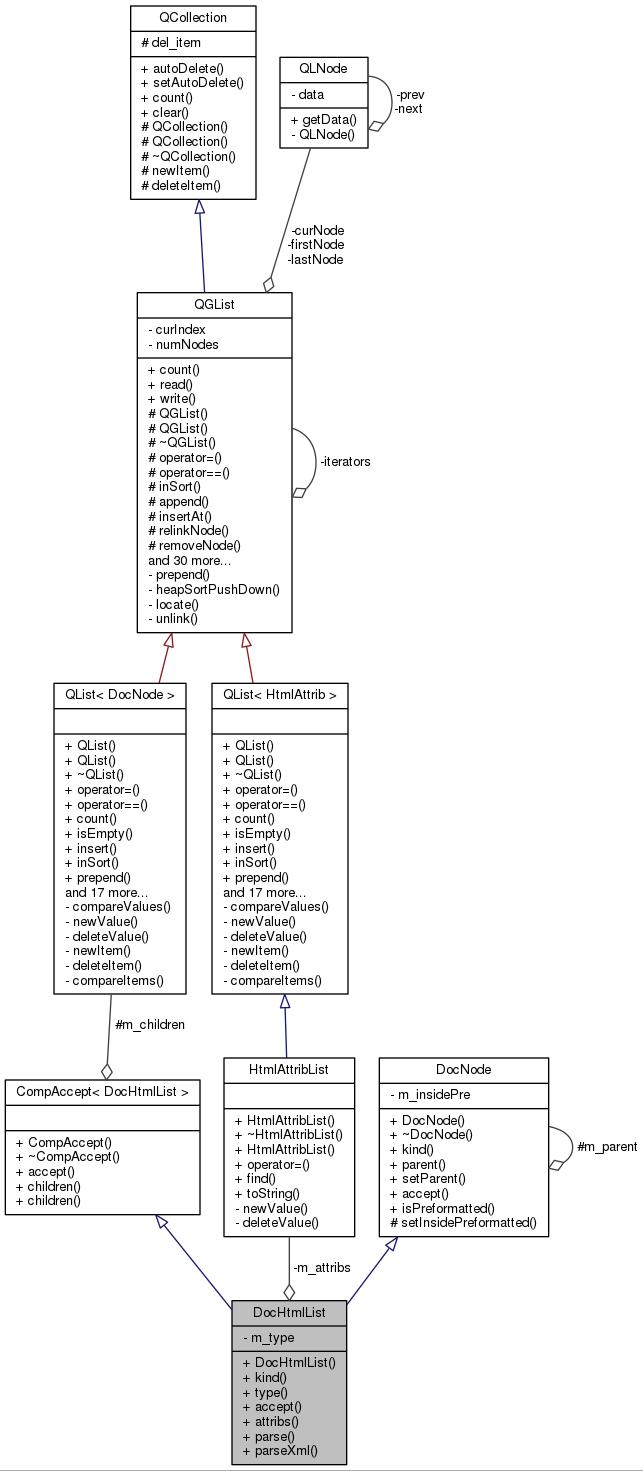 QCollection
# del_item
+ autoDelete()
+ setAutoDelete()
+ count()
+ clear()
# QCollection()
# QCollection()
# ~QCollection()
# newItem()
# deleteItem()
QLNode
- data
+ getData()
- QLNode()
-prev
-next
-curNode
-firstNode
-lastNode
QGList
- curIndex
- numNodes
+ count()
+ read()
+ write()
# QGList()
# QGList()
# ~QGList()
# operator=()
# operator==()
# inSort()
# append()
# insertAt()
# relinkNode()
# removeNode()
and 30 more...
- prepend()
- heapSortPushDown()
- locate()
- unlink()
-iterators
QList< DocNode >
+ QList()
+ QList()
+ ~QList()
+ operator=()
+ operator==()
+ count()
+ isEmpty()
+ insert()
+ inSort()
+ prepend()
and 17 more...
- compareValues()
- newValue()
- deleteValue()
- newItem()
- deleteItem()
- compareItems()
QList< HtmlAttrib >
+ QList()
+ QList()
+ ~QList()
+ operator=()
+ operator==()
+ count()
+ isEmpty()
+ insert()
+ inSort()
+ prepend()
and 17 more...
- compareValues()
- newValue()
- deleteValue()
- newItem()
- deleteItem()
- compareItems()
#m_children
CompAccept< DocHtmlList >
+ CompAccept()
+ ~CompAccept()
+ accept()
+ children()
+ children()
HtmlAttribList
+ HtmlAttribList()
+ ~HtmlAttribList()
+ HtmlAttribList()
+ operator=()
+ find()
+ toString()
- newValue()
- deleteValue()
DocNode
- m_insidePre
+ DocNode()
+ ~DocNode()
+ kind()
+ parent()
+ setParent()
+ accept()
+ isPreformatted()
# setInsidePreformatted()
#m_parent
-m_attribs
DocHtmlList
- m_type
+ DocHtmlList()
+ kind()
+ type()
+ accept()
+ attribs()
+ parse()
+ parseXml()